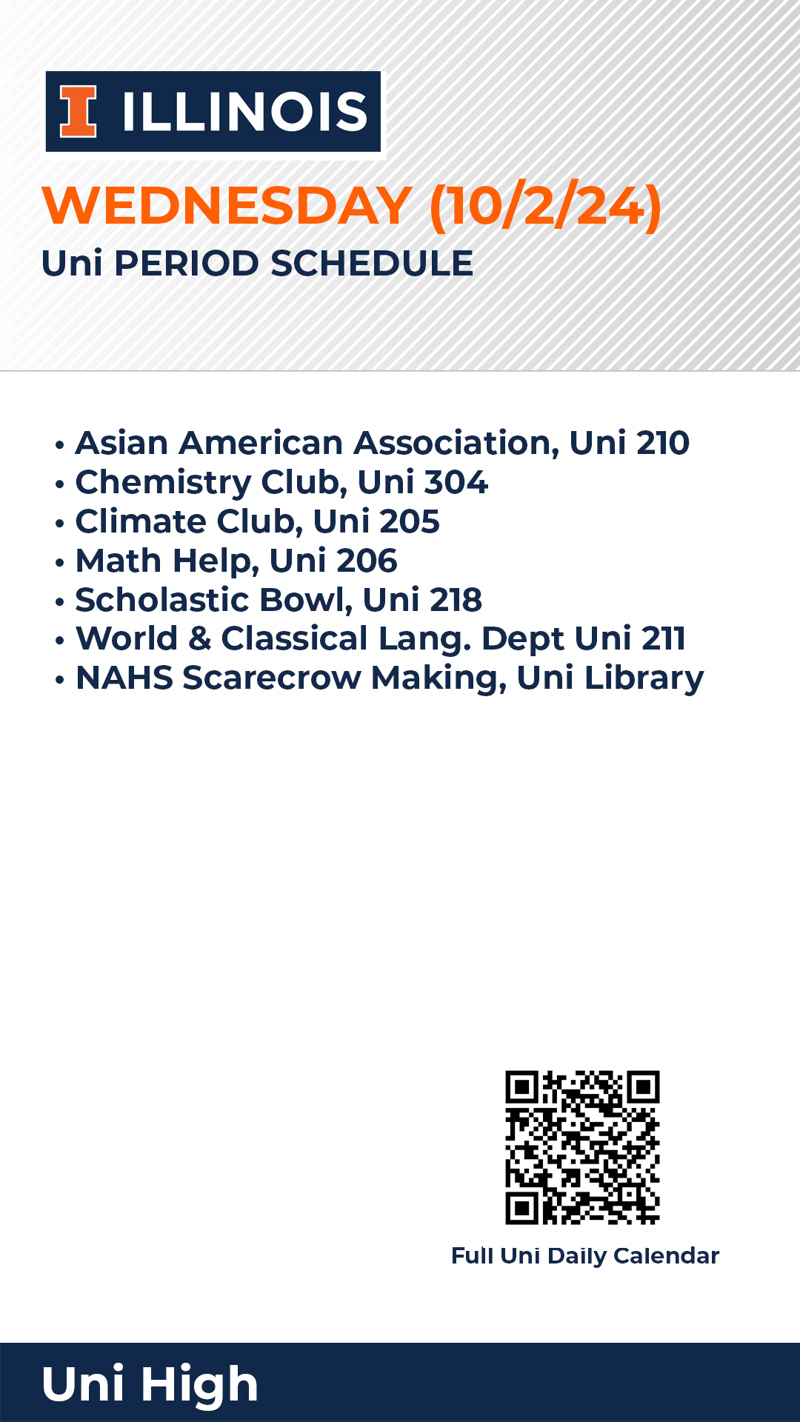 I ILLINOIS
WEDNESDAY (10/2/24)
Uni PERIOD SCHEDULE
• Asian American Association, Uni 210
• Chemistry Club, Uni 304
• Climate Club, Uni 205
• Math Help, Uni 206
• Scholastic Bowl, Uni 218
• World & Classical Lang. Dept Uni 211
• NAHS Scarecrow Making, Uni Library
Full Uni Daily Calendar
Uni High